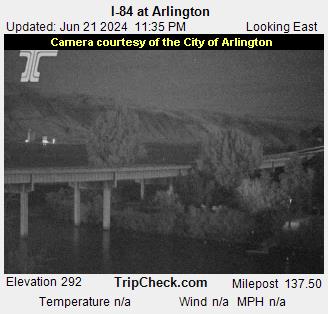 I-84 at Arlington
Updated: Jun 21 2024 11:35 PM Looking East
Camera courtesy of the City of Arlington
Elevation 292 TripCheck.com Milepost 137.50
Temperature n/a Wind n/a MPH n/a